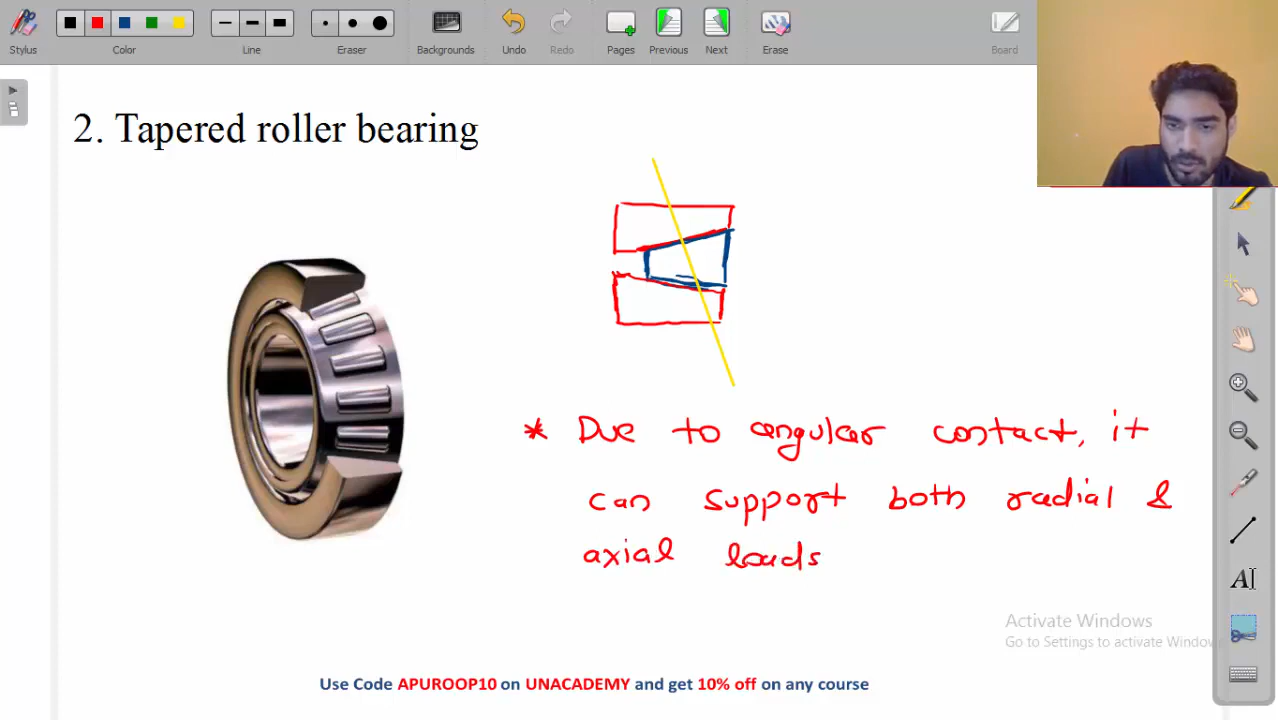 Stylus
Color
Line
Eraser
Backgrounds
Undo
Redo
Pages
Previous
Next
Erase
Board
2. Tapered roller bearing
* Due to angular contact, it
can support both radial &
axial loads
Activate Windows
Go to Settings to activate Windows
Use Code APUROOP10 on UNACADEMY and get 10% off on any course